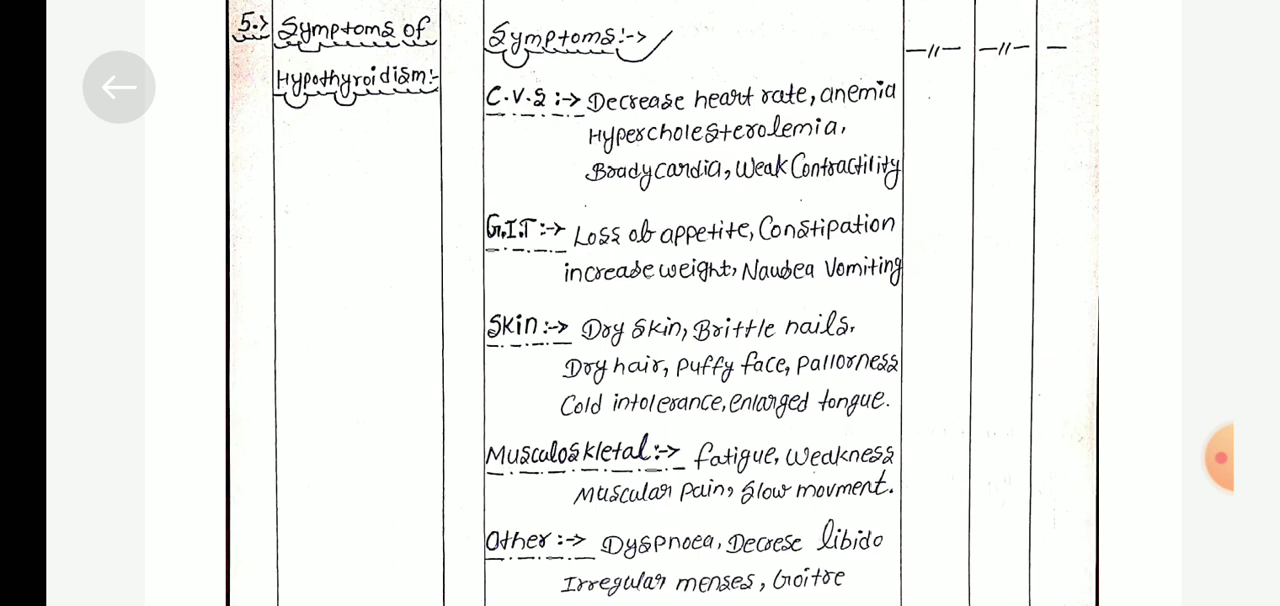 5.> Symptoms of
Hypothyroidism:-
Symptoms:->
C.V.S :-> Decrease heart rate, anemia
Hypercholesterolemia,
Bradycardia, Weak Contractility
G.I.T :-> Loss of appetite, Constipation
increase weight, Nausea Vomiting
Skin :-> Dry Skin, Brittle nails.
Dry hair, Puffy face, Pallorness
Cold intolerance, enlarged tongue.
Musculoskletal :-> fatigue, Weakness
Muscular Pain, Slow movment.
Other :-> Dyspnoea, Decrese libido
Irregular menses, Goitre
-//- -//- -